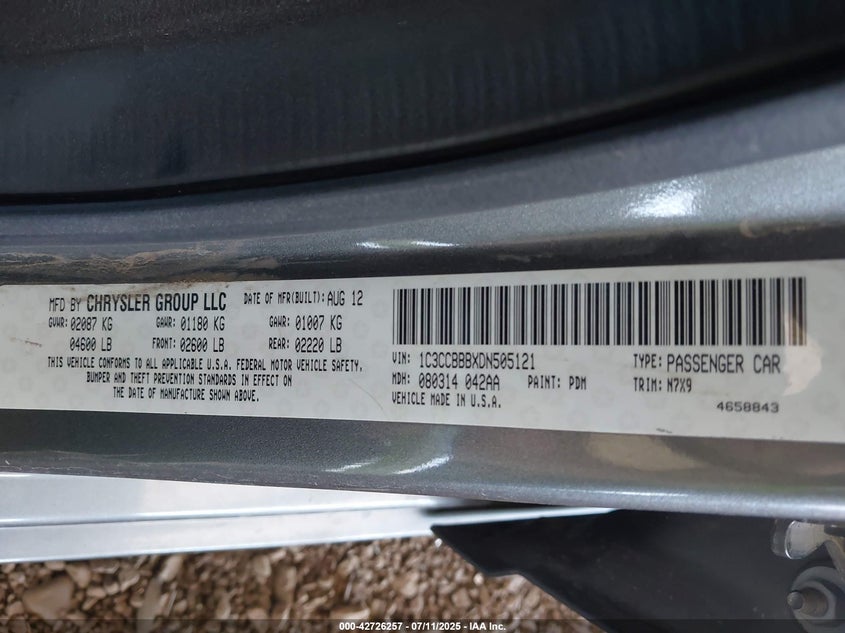 MFD BY CHRYSLER GROUP LLC DATE OF MFR(BUILT): AUG 12
GVWR: 02087 KG GAWR: 01180 KG GAWR: 01007 KG
04600 LB FRONT: 02600 LB REAR: 02220 LB
THIS VEHICLE CONFORMS TO ALL APPLICABLE U.S.A. FEDERAL MOTOR VEHICLE SAFETY,
BUMPER AND THEFT PREVENTION STANDARDS IN EFFECT ON
THE DATE OF MANUFACTURE SHOWN ABOVE.
VIN: 1C3CCBBBXDN505121 TYPE: PASSENGER CAR
MDH: 080314 042AA PAINT: PDM TRIM: N7X9
VEHICLE MADE IN U.S.A. 4658843
000-42726257 - 07/11/2025 - IAA Inc.